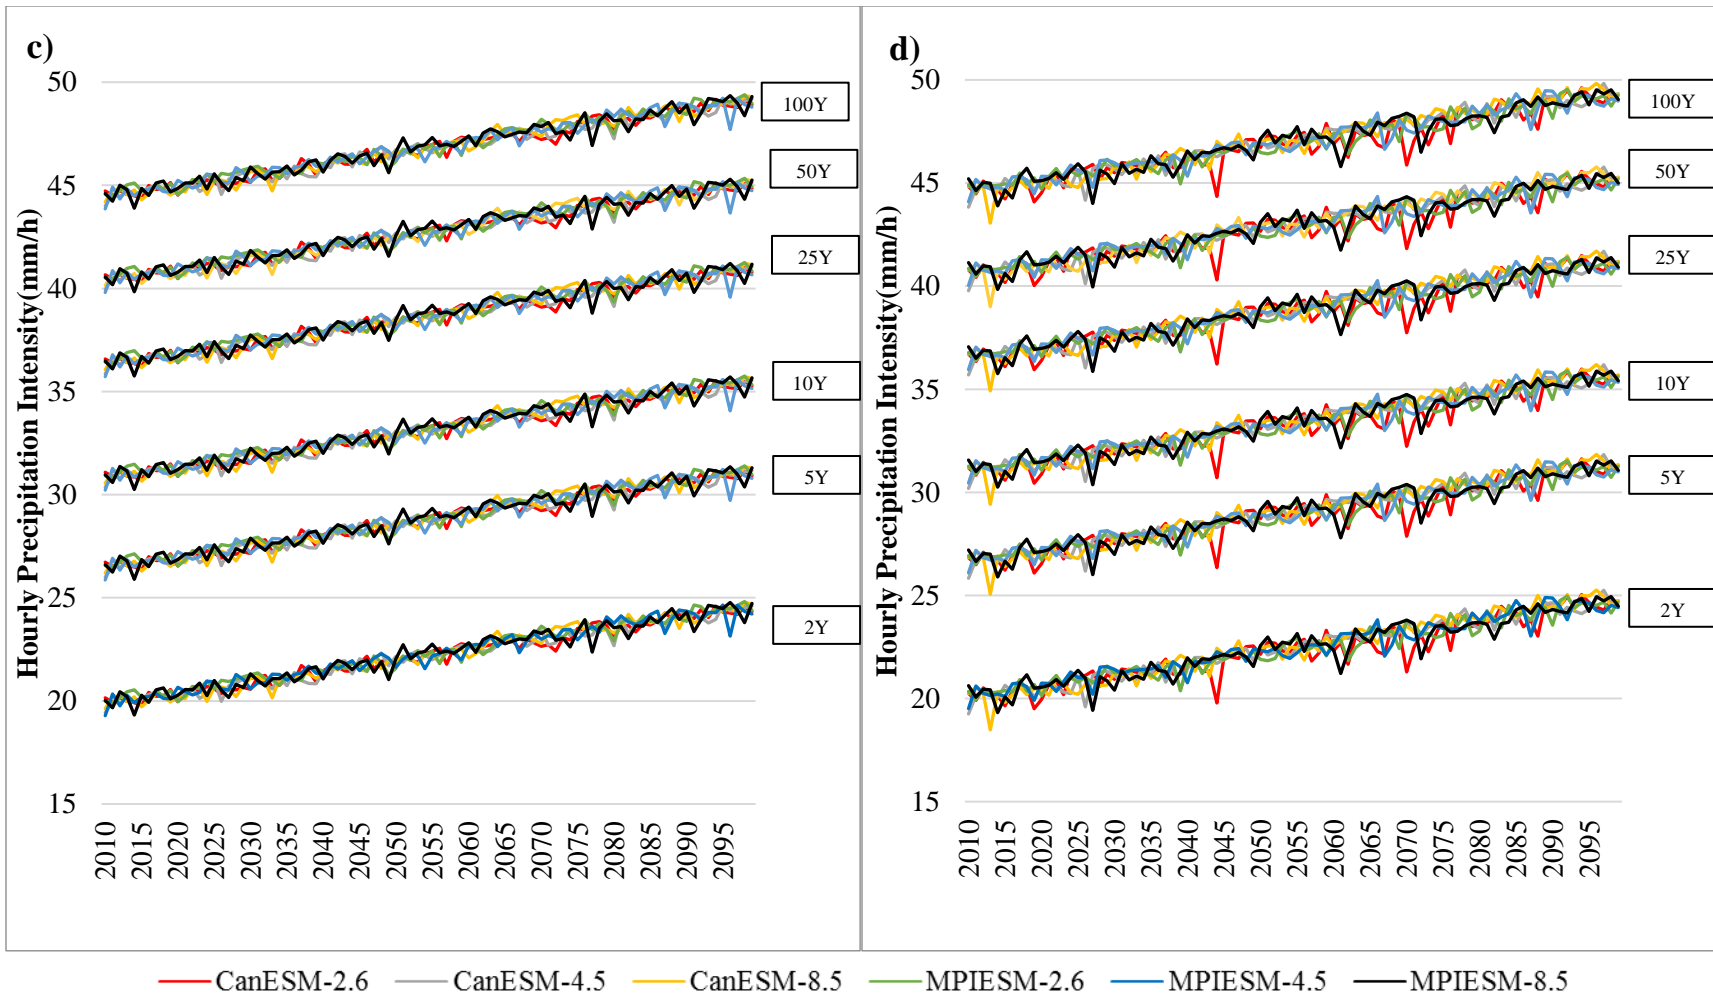 c)
Hourly Precipitation Intensity(mm/h)
50
45
40
35
30
25
20
15
100Y
50Y
25Y
10Y
5Y
2Y
2010 2015 2020 2025 2030 2035 2040 2045 2050 2055 2060 2065 2070 2075 2080 2085 2090 2095
d)
Hourly Precipitation Intensity(mm/h)
50
45
40
35
30
25
20
15
100Y
50Y
25Y
10Y
5Y
2Y
2010 2015 2020 2025 2030 2035 2040 2045 2050 2055 2060 2065 2070 2075 2080 2085 2090 2095
CanESM-2.6 CanESM-4.5 CanESM-8.5 MPIESM-2.6 MPIESM-4.5 MPIESM-8.5